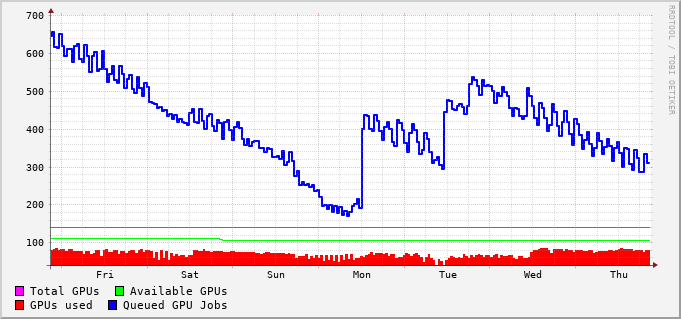 RRDTOOL / TOBI OETIKER
700
600
500
400
300
200
100
Fri Sat Sun Mon Tue Wed Thu
Total GPUs Available GPUs
GPUs used Queued GPU Jobs